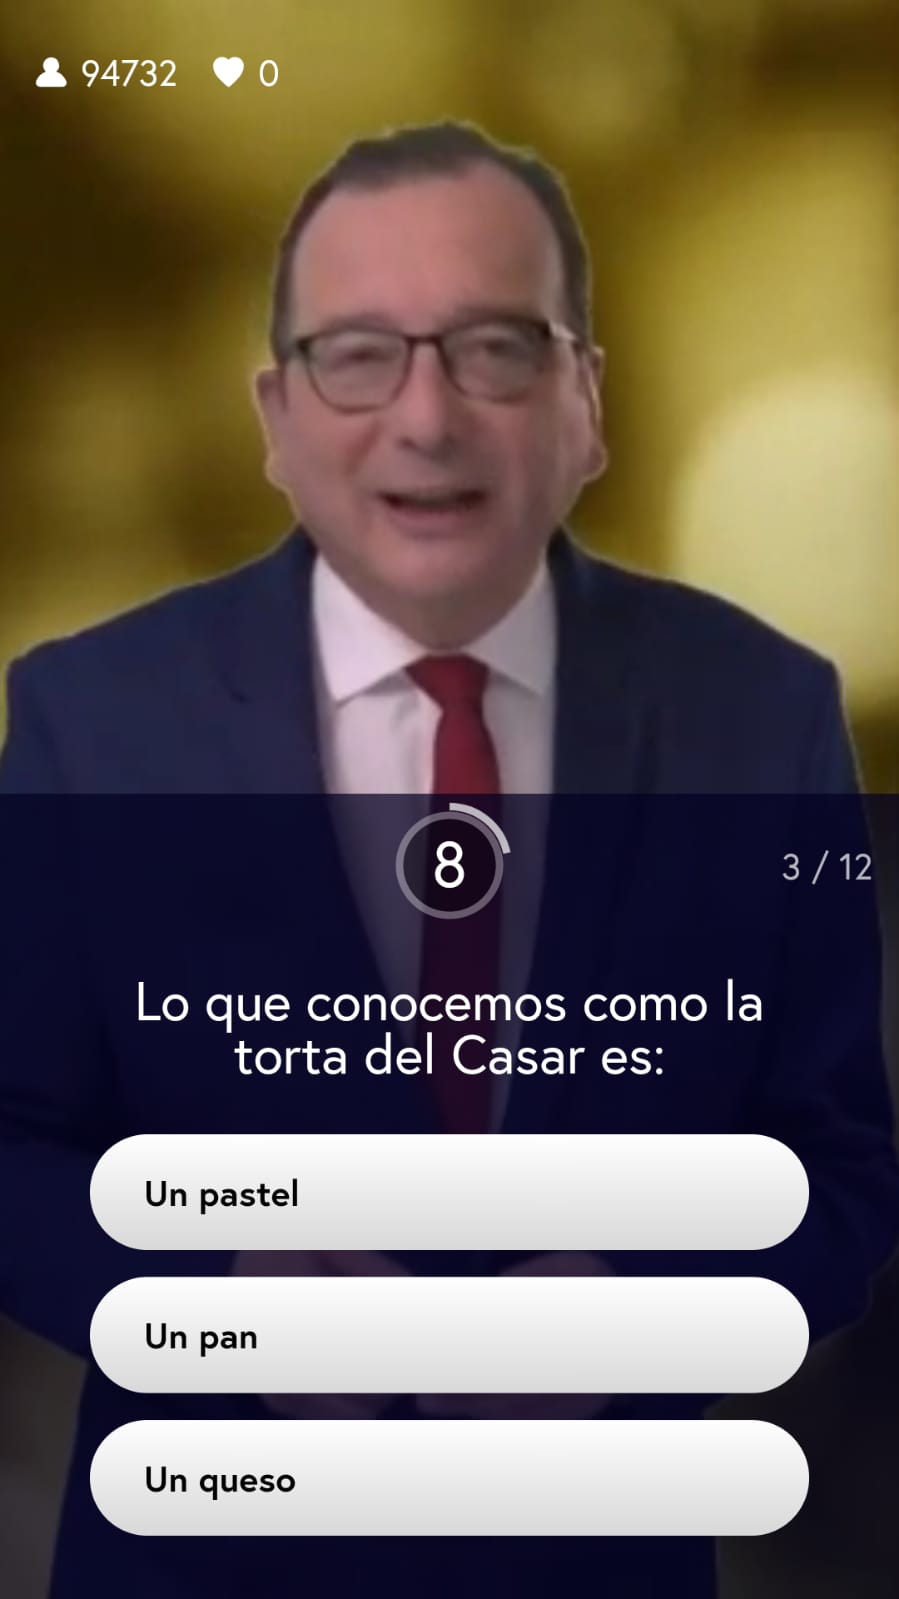 94732 0
8
3 / 12
Lo que conocemos como la
torta del Casar es:
Un pastel
Un pan
Un queso